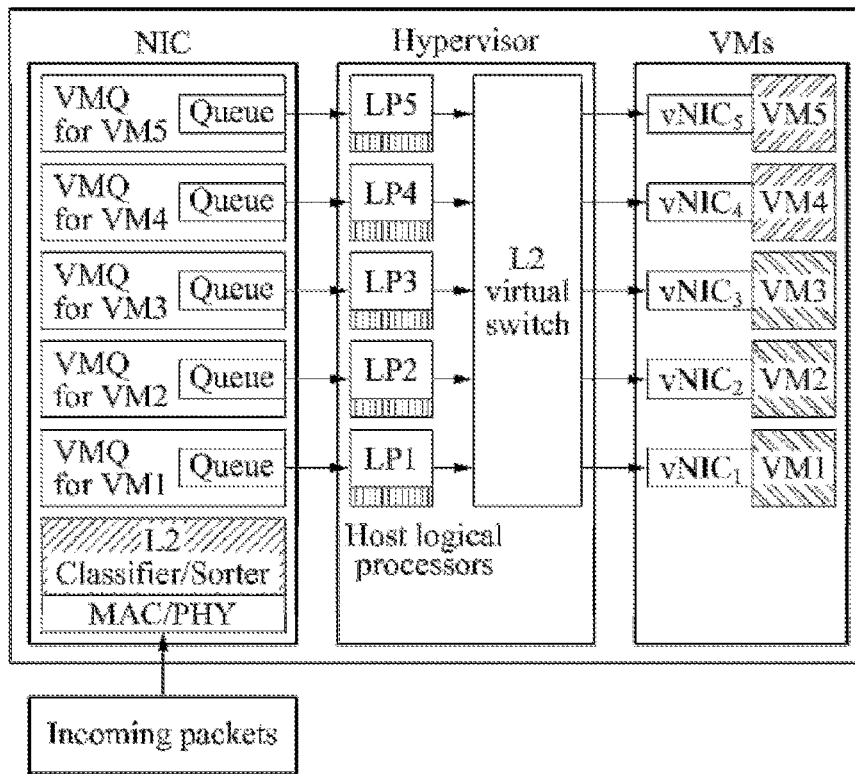 NIC
Hypervisor
VMs
VMQ
for VM5
Queue
LP5
vNIC5
VM5
VMQ
for VM4
Queue
LP4
vNIC4
VM4
VMQ
for VM3
Queue
LP3
L2
virtual
switch
vNIC3
VM3
VMQ
for VM2
Queue
LP2
vNIC2
VM2
VMQ
for VM1
Queue
LP1
vNIC1
VM1
L2
Classifier/Sorter
MAC/PHY
Host logical
processors
Incoming packets